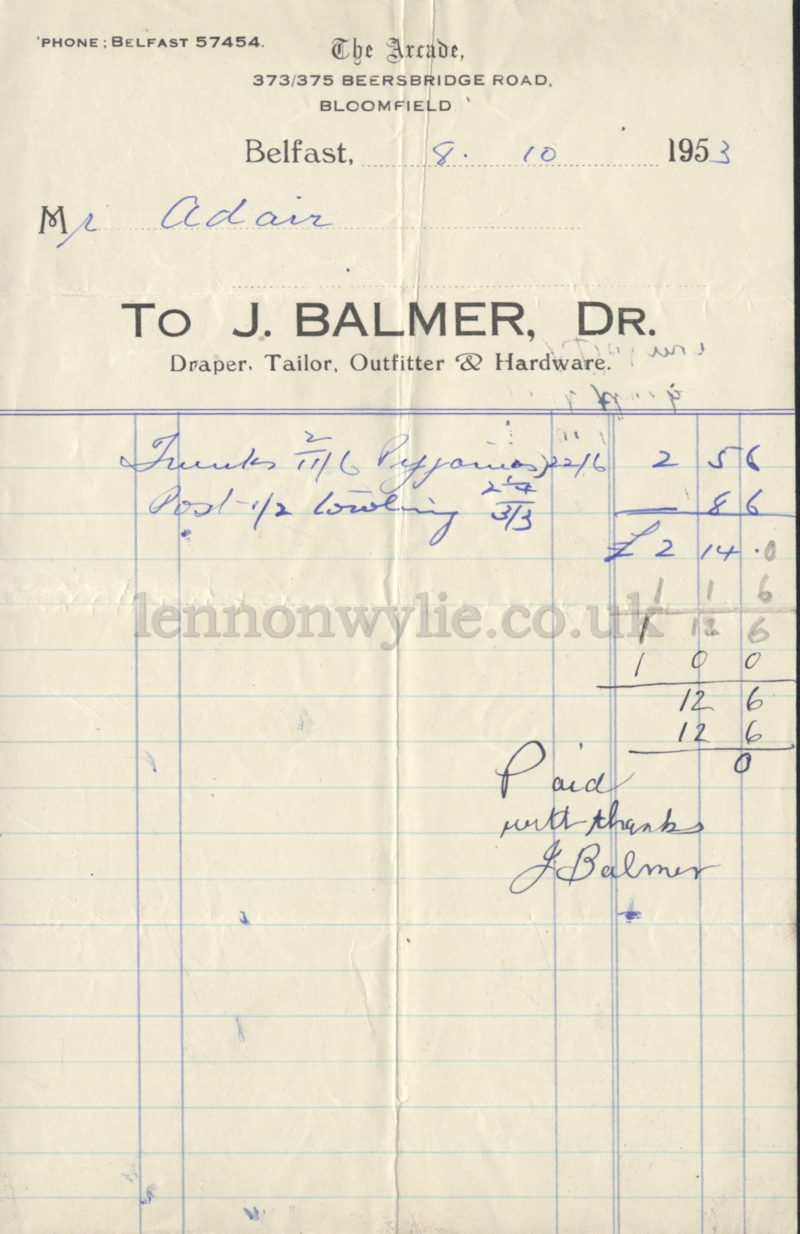 'PHONE: BELFAST 57454.
The Arcade,
373/375 BEERSBRIDGE ROAD,
BLOOMFIELD
Belfast, 8. 10 1953
Mr Adair
To J. BALMER, Dr.
Draper, Tailor, Outfitter & Hardware.
2
Trunks 11/6 Pyjamas 22/6 2 5 6
Post 1/2 towling 3/3 8 6
£ 2 14 . 0
1 1 6
lennonwylie.co.uk
1 12 6
1 0 0
12 6
12 6
0
Paid
with thanks
J Balmer